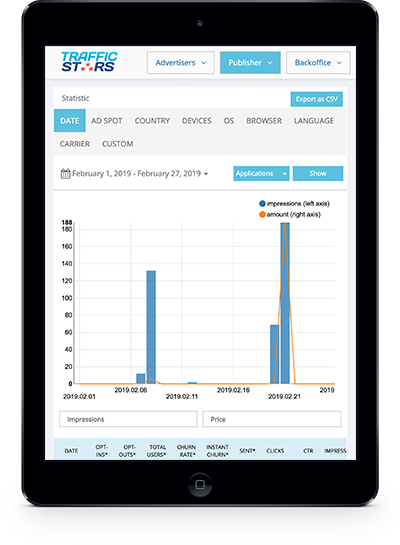 TRAFFIC
STARS
Advertisers
Publisher
Backoffice
Statistic
Export as CSV
DATE AD SPOT COUNTRY DEVICES OS BROWSER LANGUAGE
CARRIER CUSTOM
February 1, 2019 - February 27, 2019
Applications
Show
impressions (left axis)
amount (right axis)
188
180
160
140
120
100
80
60
40
20
0
2019.02.06 2019.02.16 2019
2019.02.01 2019.02.11 2019.02.21
Impressions
Price
DATE OPT-INS* OPT-OUTS* TOTAL USERS* CHURN RATE* INSTANT CHURN* SENT* CLICKS CTR IMPRESS